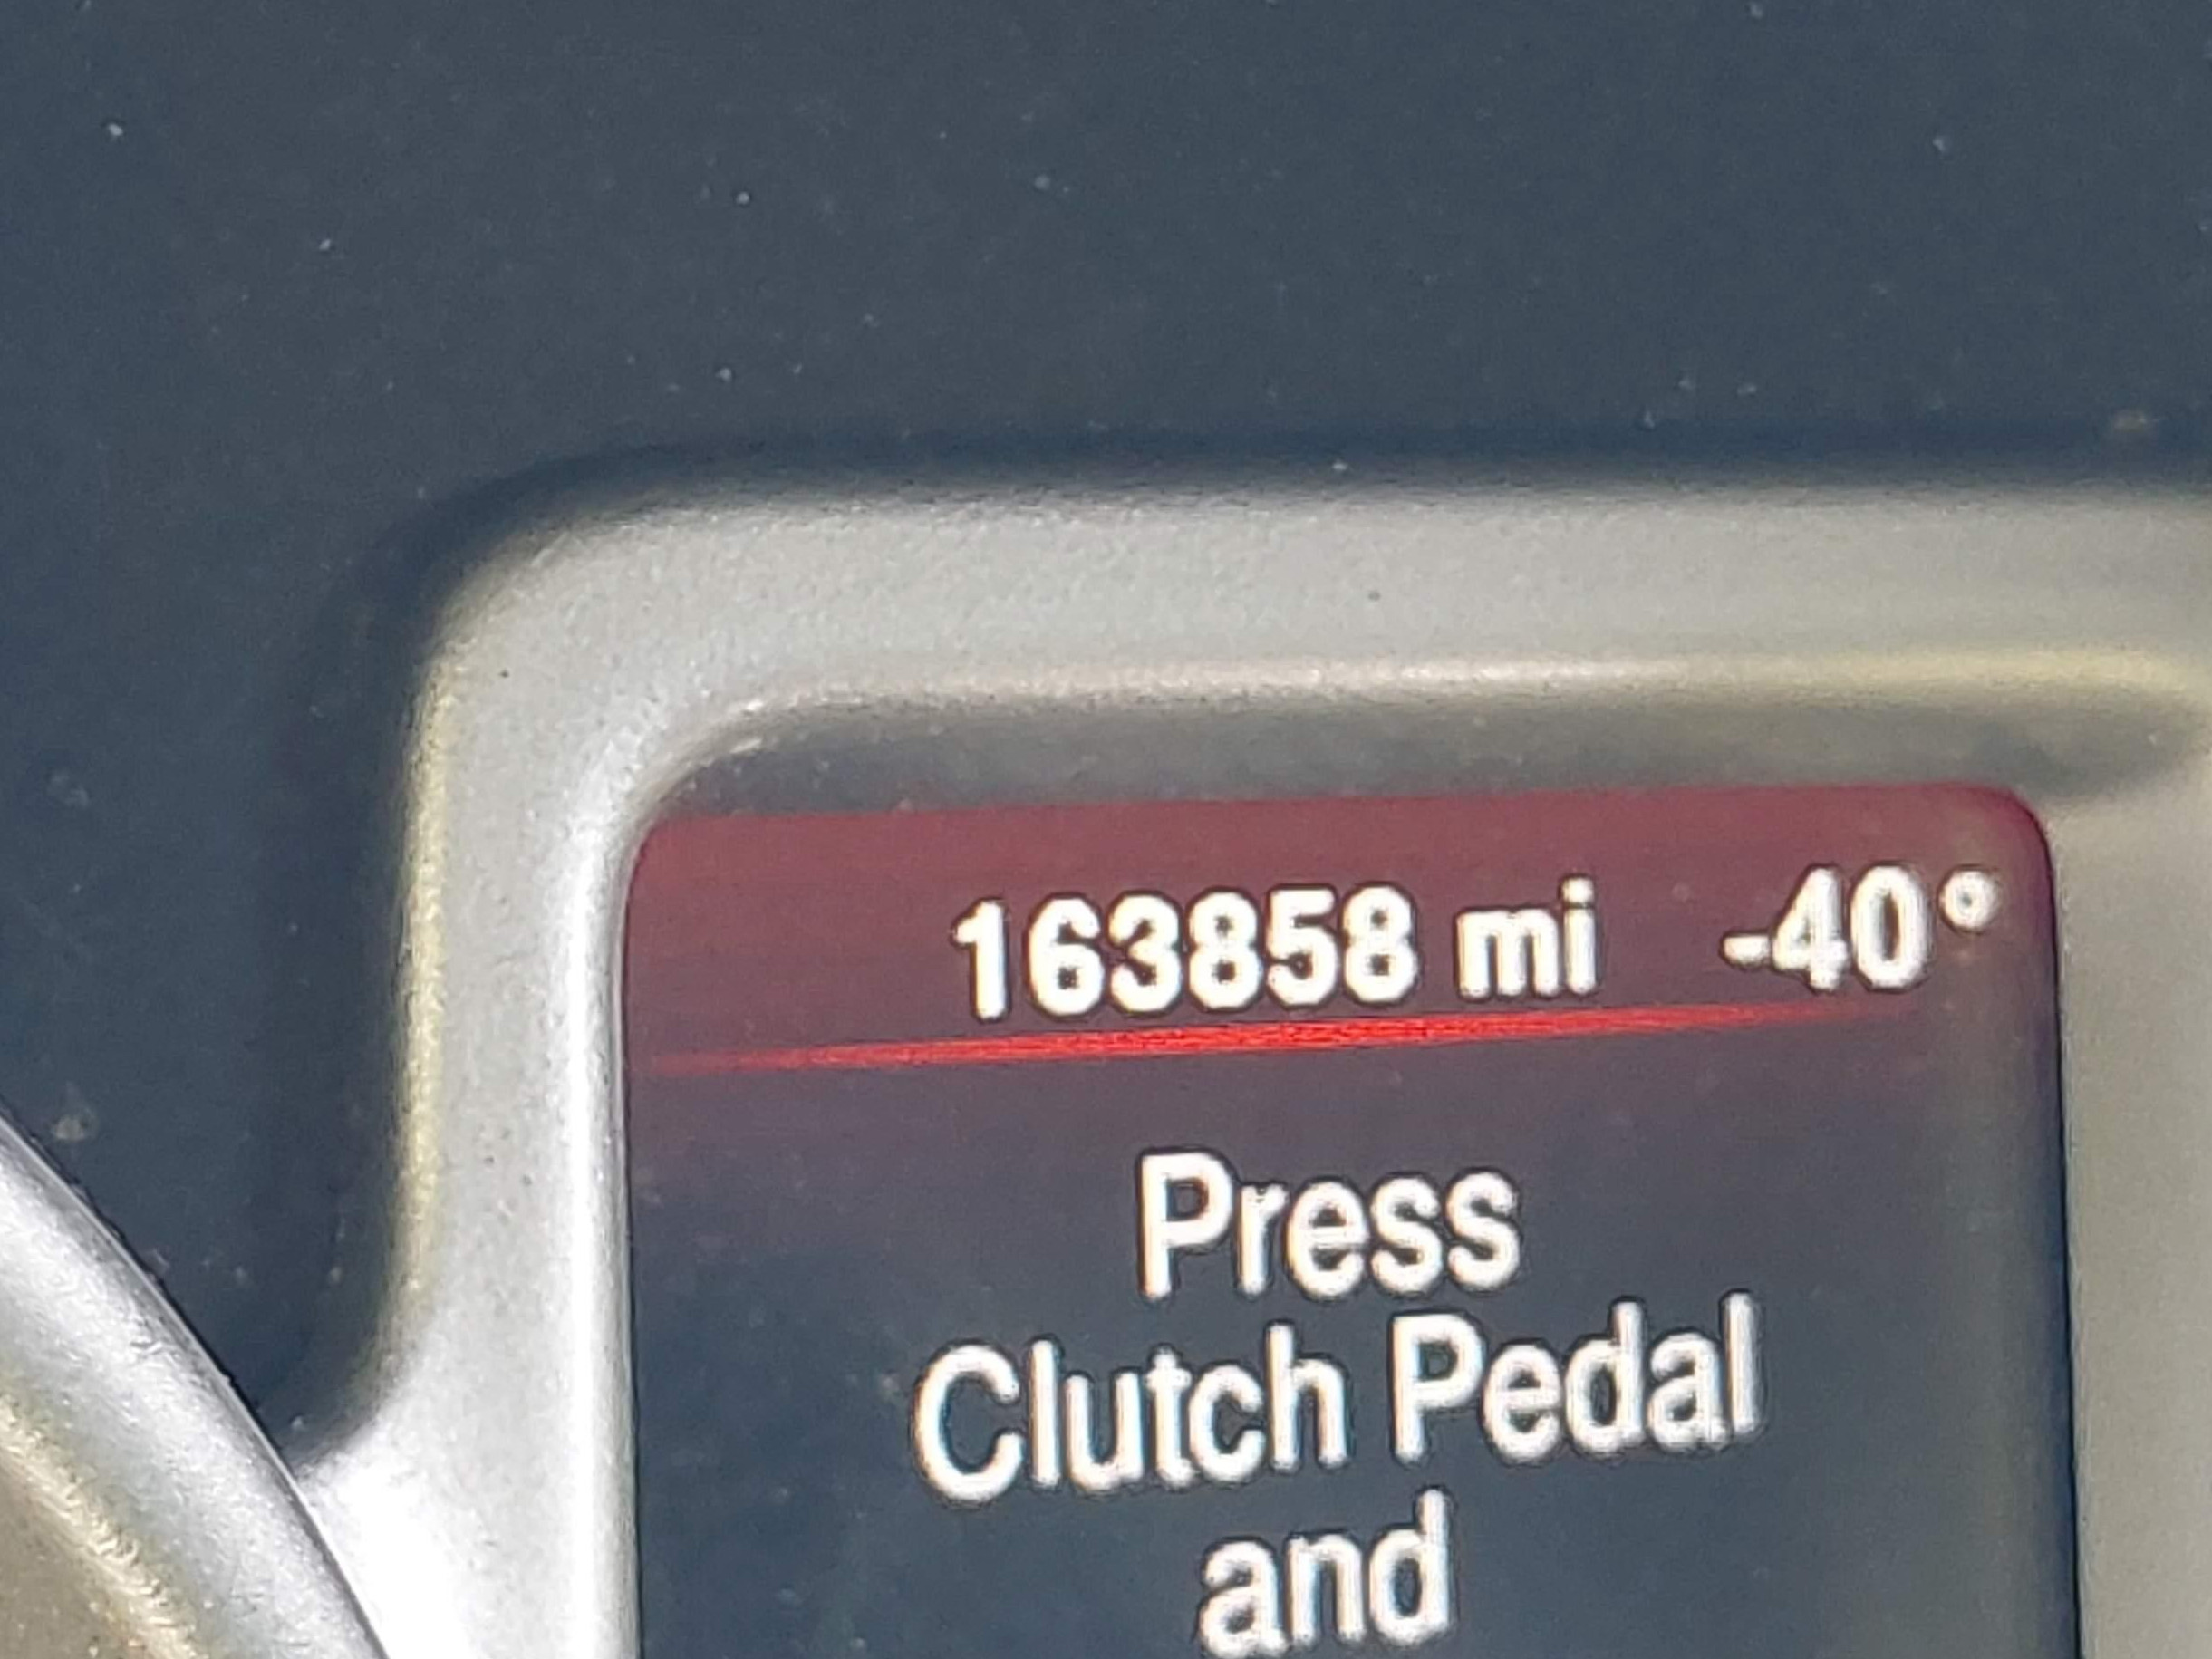 163858 mi -40°
Press
Clutch Pedal
and